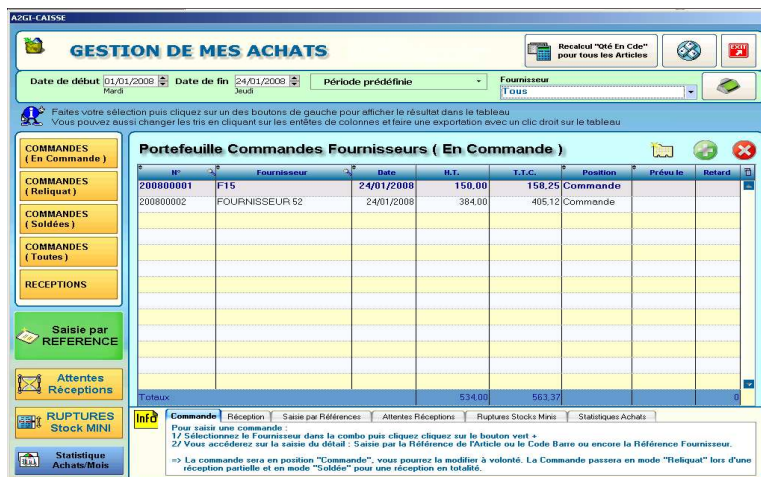 A2GI-CAISSE
GESTION DE MES ACHATS
Recalcul "Qté En Cde"
pour tous les Articles
EXIT
Date de début 01/01/2008 Date de fin 24/01/2008 Période prédéfinie
Mardi Jeudi
Fournisseur
Tous
Faites votre sélection puis cliquez sur un des boutons de gauche pour afficher le résultat dans le tableau
Vous pouvez aussi changer les tris en cliquant sur les entêtes de colonnes et faire une exportation avec un clic droit sur le tableau
COMMANDES
( En Commande )
COMMANDES
( Reliquat )
COMMANDES
( Soldées )
COMMANDES
( Toutes )
RECEPTIONS
Saisie par
REFERENCE
Attentes
Réceptions
RUPTURES
Stock MINI
Statistique
Achats/Mois
Portefeuille Commandes Fournisseurs ( En Commande )
N° Fournisseur Date H.T. T.T.C. Position Prévu le Retard
200800001 F15 24/01/2008 150,00 158,25 Commande
200800002 FOURNISSEUR 52 24/01/2008 384,00 405,12 Commande
Totaux 534,00 563,37 0
Info
Commande Réception Saisie par Références Attentes Réceptions Ruptures Stocks Minis Statistiques Achats
Pour saisir une commande :
1/ Sélectionnez le Fournisseur dans la combo puis cliquez cliquez sur le bouton vert +
2/ Vous accéderez sur la saisie du détail : Saisie par la Référence de l'Article ou le Code Barre ou encore la Référence Fournisseur.
=> La commande sera en position "Commande", vous pourrez la modifier à volonté. La Commande passera en mode "Reliquat" lors d'une
réception partielle et en mode "Soldée" pour une réception en totalité.